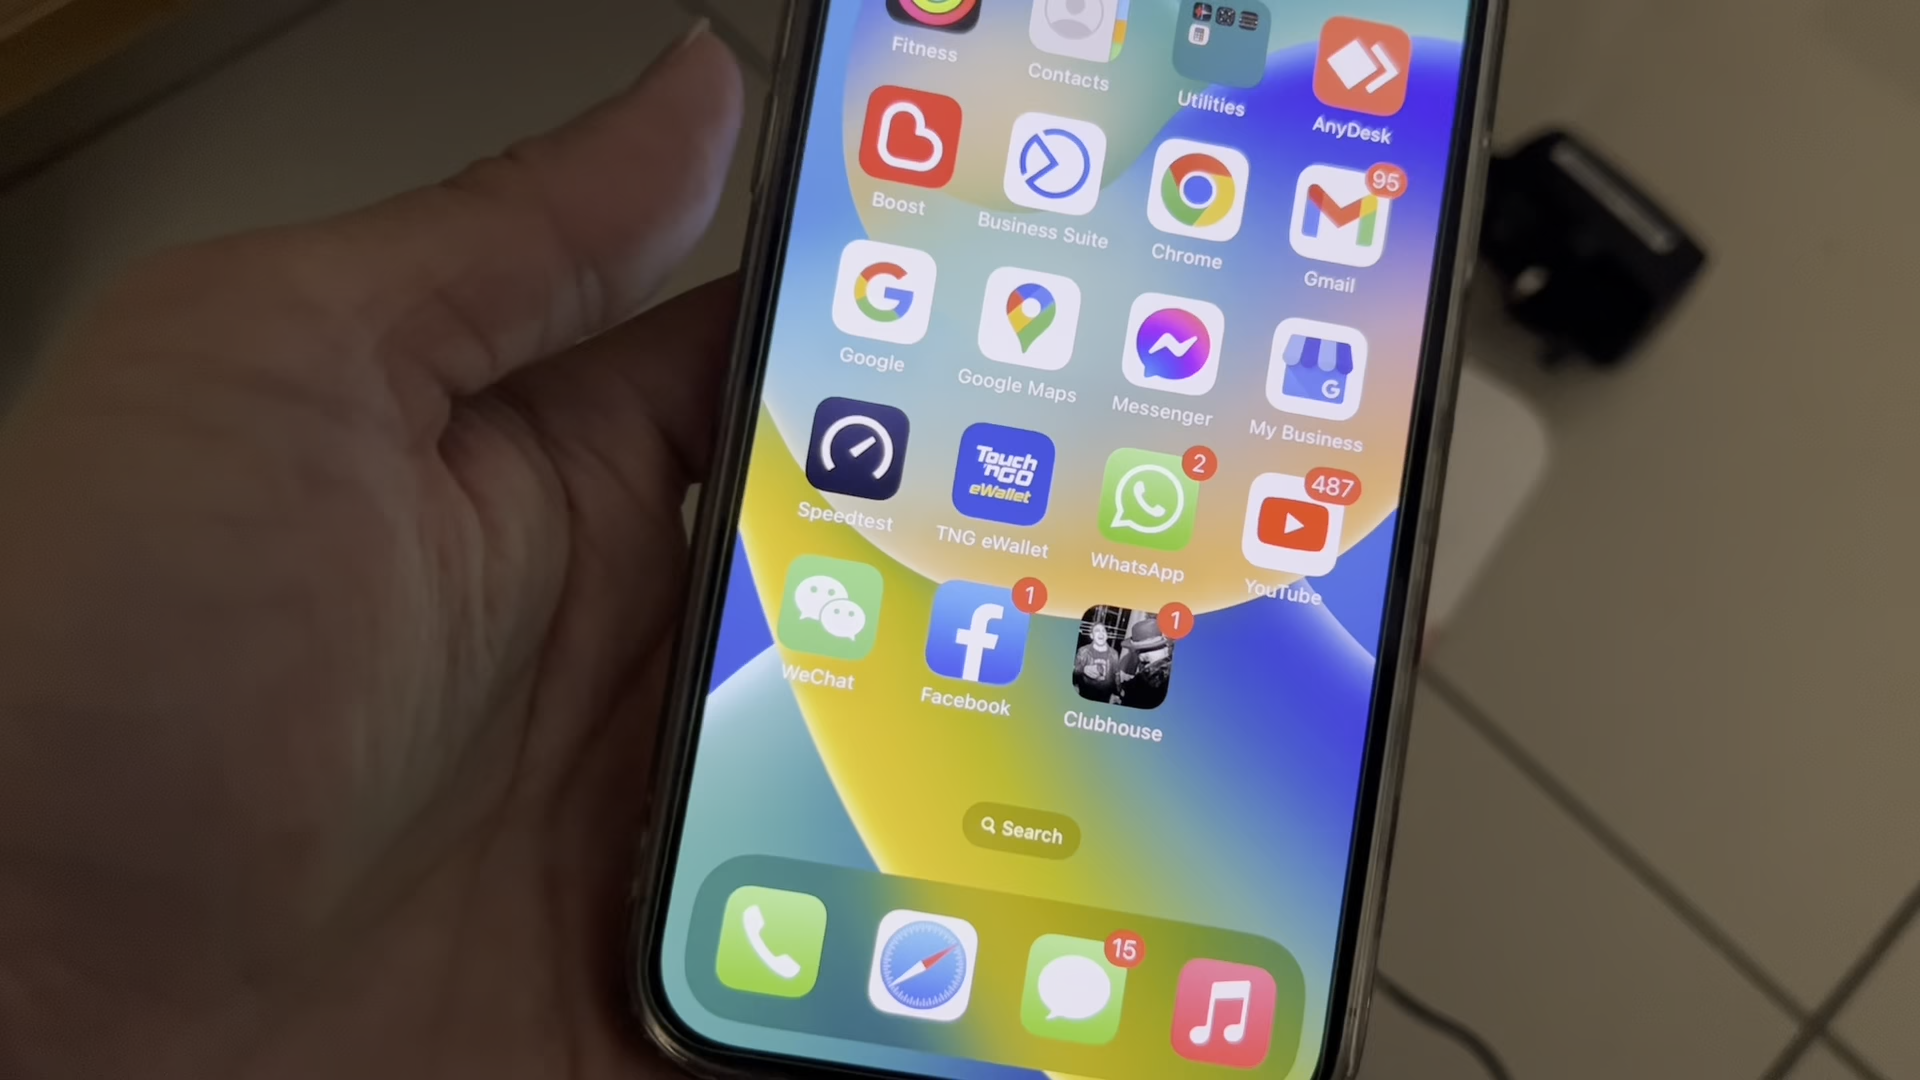 Fitness
Contacts
Utilities
AnyDesk
Boost
Business Suite
Chrome
95
Gmail
Google
Google Maps
Messenger
G
My Business
Speedtest
Touch
'nGO
eWallet
TNG eWallet
2
WhatsApp
487
YouTube
WeChat
1
Facebook
1
Clubhouse
Search
15